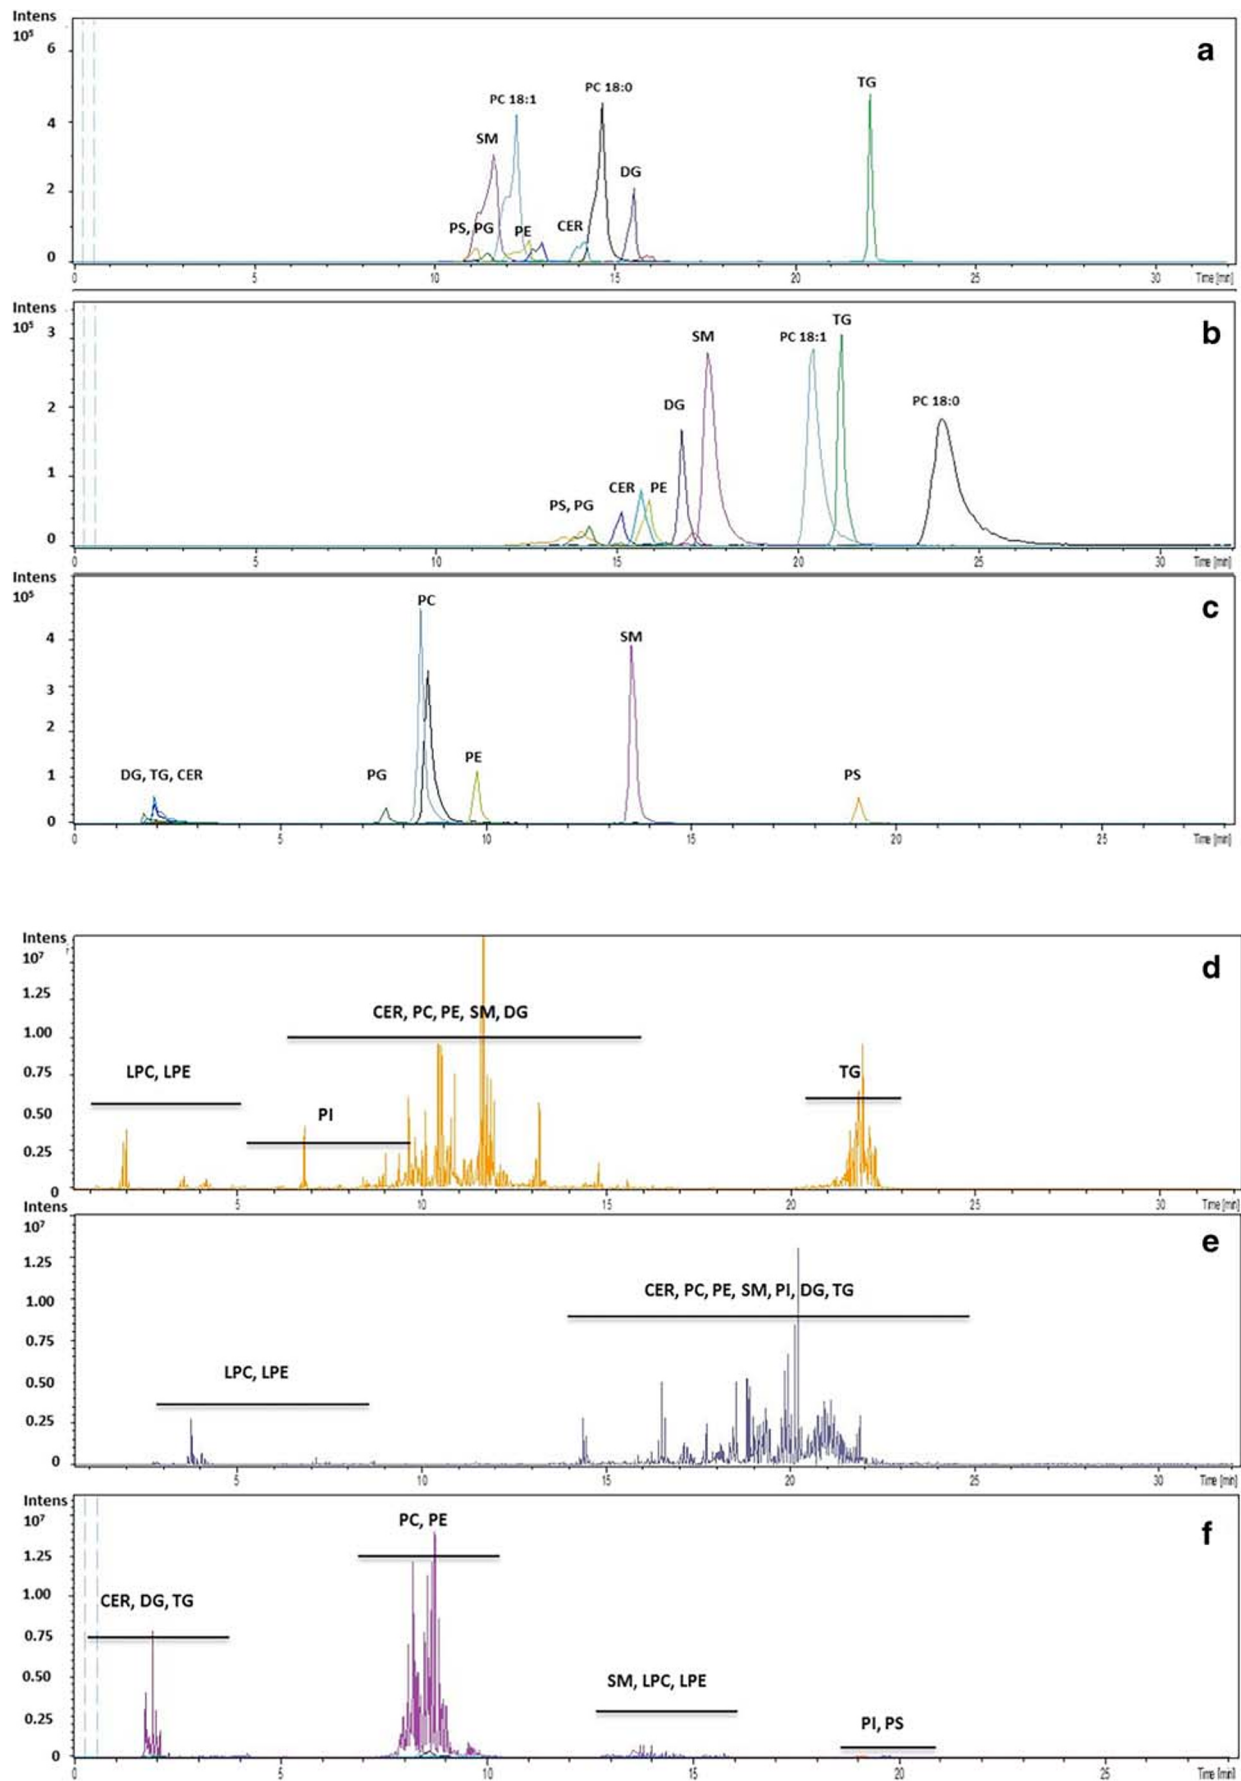 Intens
10⁵
a
6
4
2
0
PS, PG
SM
PC 18:1
PE
CER
PC 18:0
DG
TG
0 5 10 15 20 25 30 Time [min]
Intens
10⁵
b
3
2
1
0
PS, PG
CER
PE
DG
SM
PC 18:1
TG
PC 18:0
0 5 10 15 20 25 30 Time [min]
Intens
10⁵
c
4
3
2
1
0
DG, TG, CER
PG
PC
PE
SM
PS
0 5 10 15 20 25 Time [min]
Intens
10⁷
d
1.25
1.00
0.75
0.50
0.25
0
LPC, LPE
PI
CER, PC, PE, SM, DG
TG
5 10 15 20 25 30 Time [min]
Intens
10⁷
e
1.25
1.00
0.75
0.50
0.25
0
LPC, LPE
CER, PC, PE, SM, PI, DG, TG
5 10 15 20 25 30 Time [min]
Intens
10⁷
f
1.25
1.00
0.75
0.50
0.25
0
CER, DG, TG
PC, PE
SM, LPC, LPE
PI, PS
0 5 10 15 20 25 Time [min]